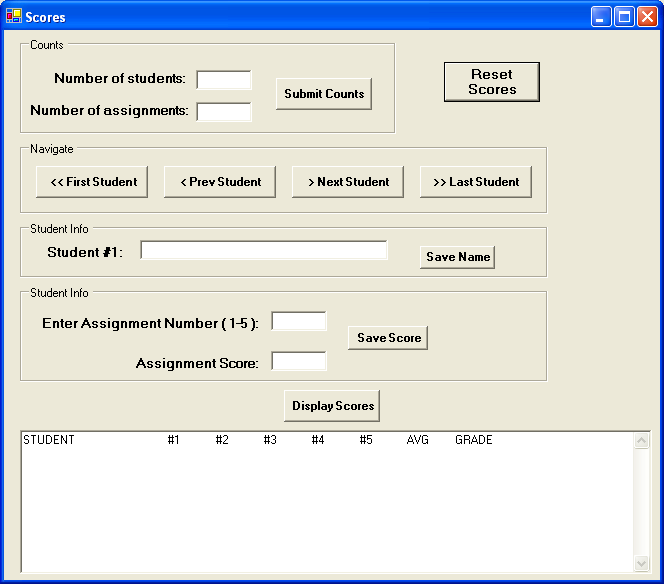 Scores
Counts
Number of students:
Number of assignments:
Submit Counts
Reset
Scores
Navigate
<< First Student
< Prev Student
> Next Student
>> Last Student
Student Info
Student #1:
Save Name
Student Info
Enter Assignment Number ( 1-5 ):
Save Score
Assignment Score:
Display Scores
STUDENT #1 #2 #3 #4 #5 AVG GRADE